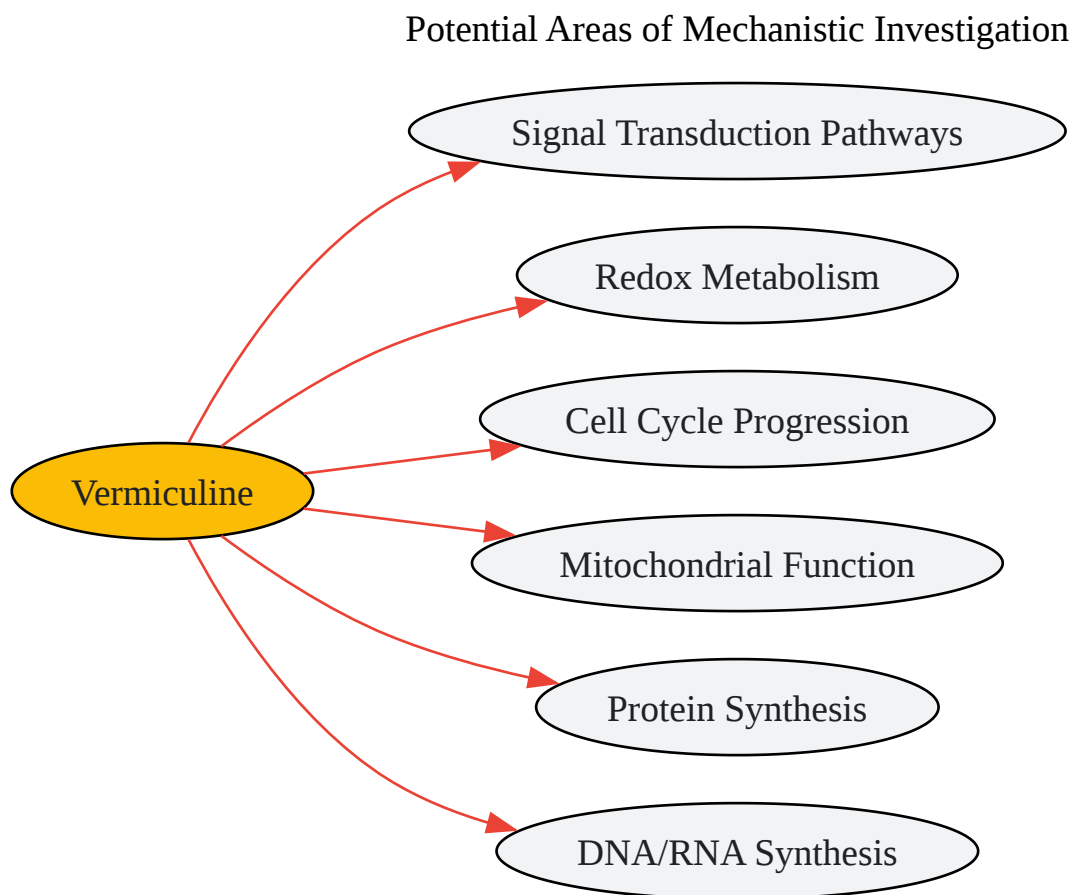 Potential Areas of Mechanistic Investigation
Signal Transduction Pathways
Redox Metabolism
Cell Cycle Progression
Vermiculine
Mitochondrial Function
Protein Synthesis
DNA/RNA Synthesis